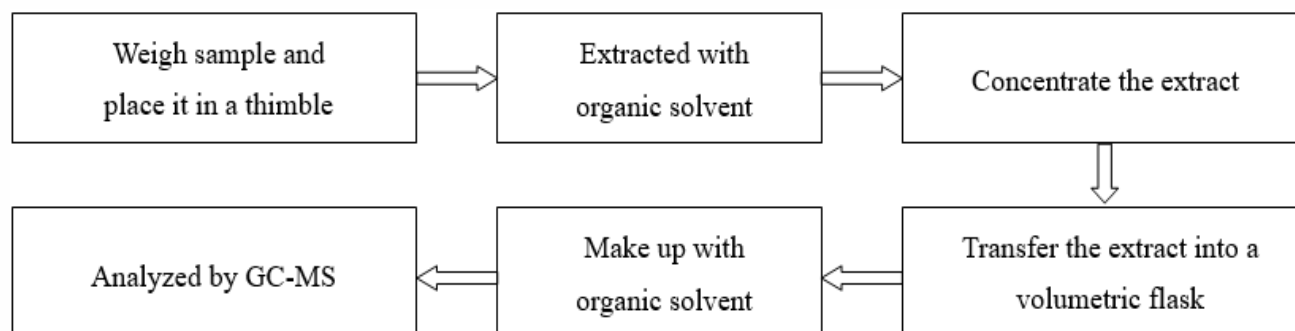 Weigh sample and
place it in a thimble
Extracted with
organic solvent
Concentrate the extract
Transfer the extract into a
volumetric flask
Make up with
organic solvent
Analyzed by GC-MS